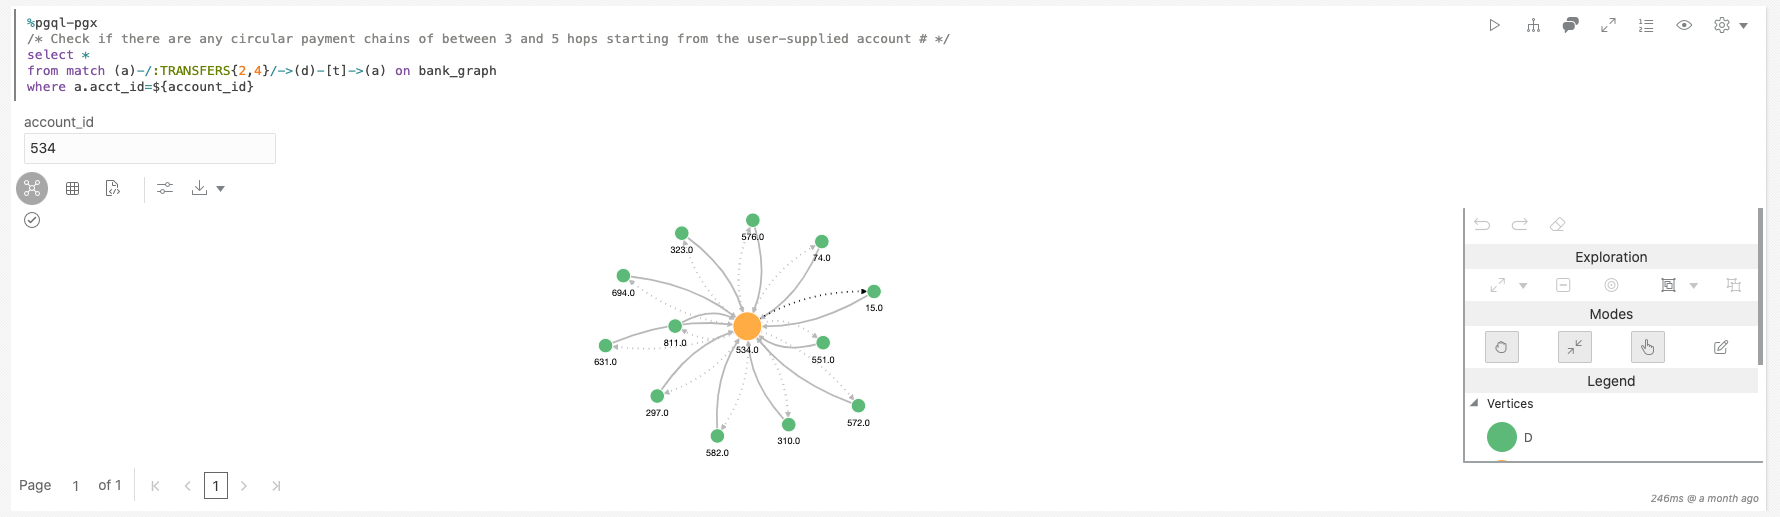 %pgql-pgx
/* Check if there are any circular payment chains of between 3 and 5 hops starting from the user-supplied account # */
select *
from match (a)-/:TRANSFERS{2,4}/->(d)-[t]->(a) on bank_graph
where a.acct_id=${account_id}
account_id
534
576.0
323.0
74.0
694.0
15.0
811.0
534.0
551.0
631.0
297.0
572.0
310.0
582.0
Exploration
Modes
Legend
Vertices
D
Page 1 of 1
1
246ms @ a month ago